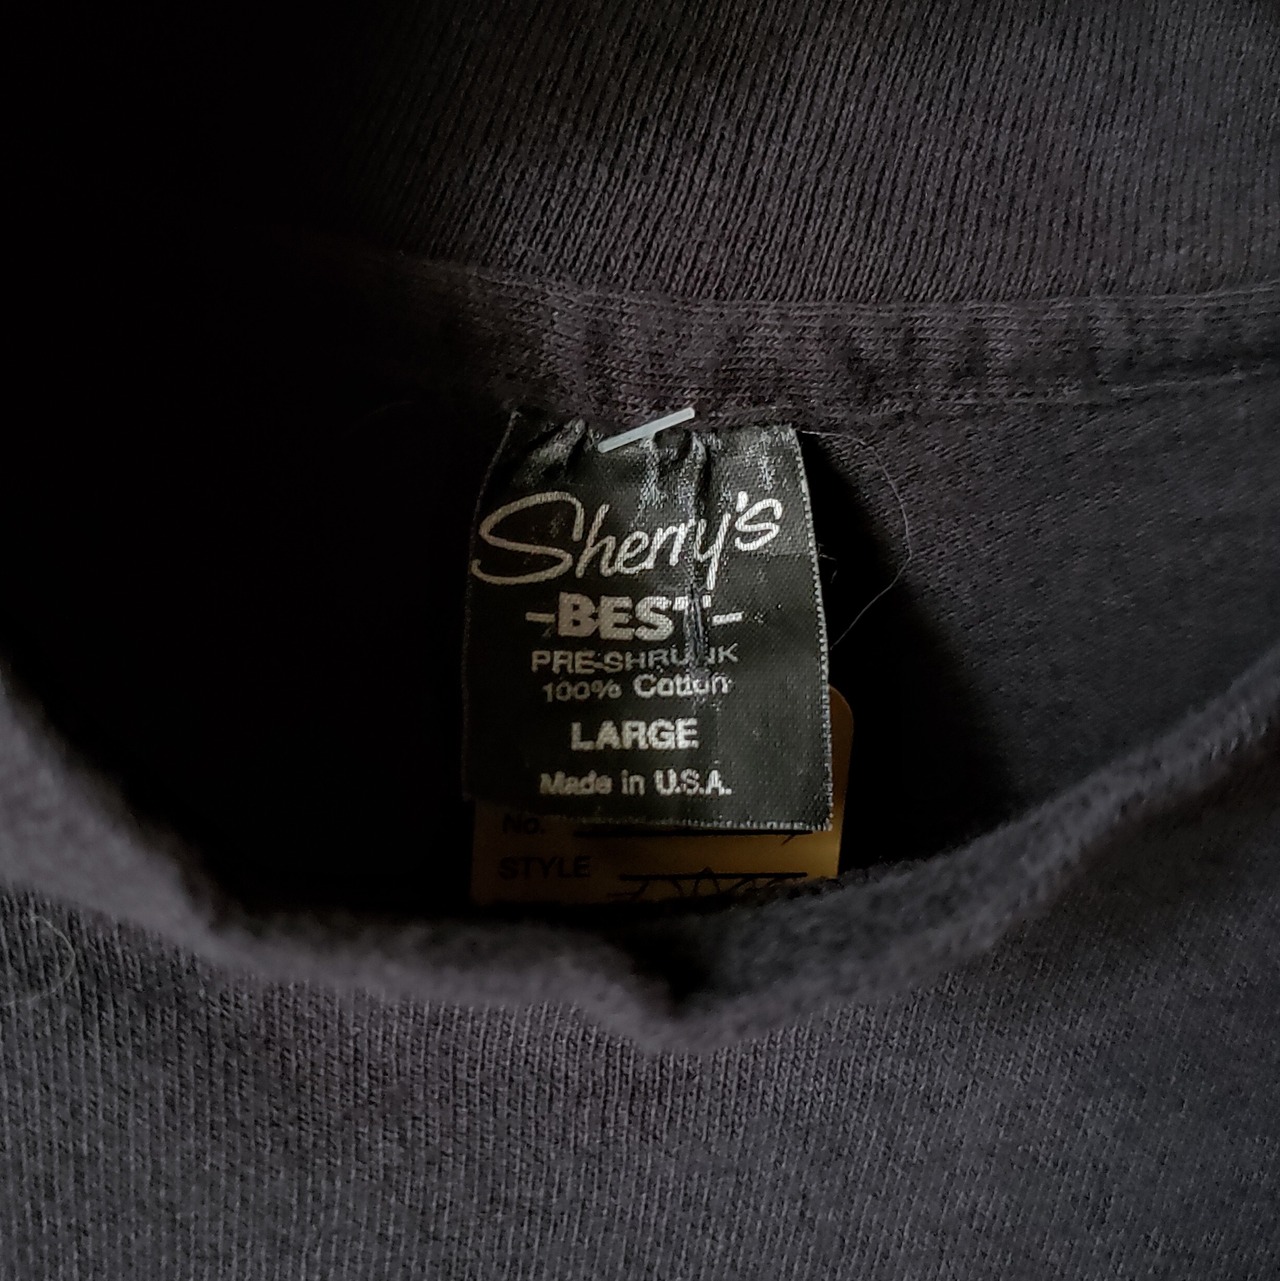 Sherry's
-BEST-
PRE-SHRUNK
100% Cotton
LARGE
Made in U.S.A.
No.
STYLE